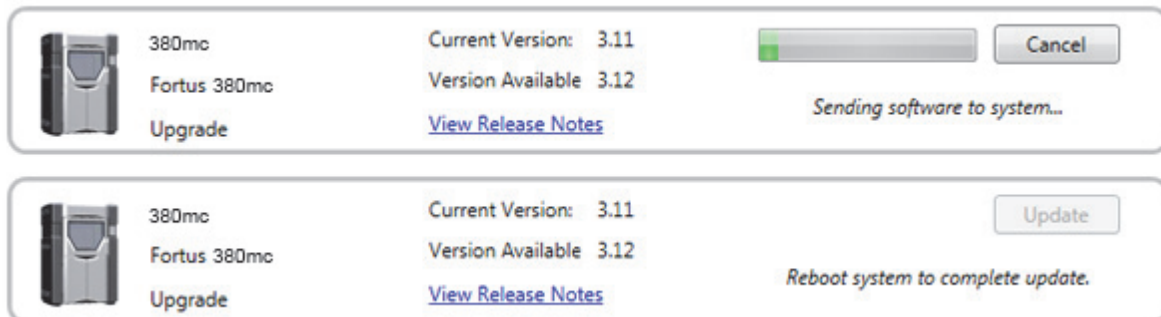 380mc
Current Version: 3.11
Cancel
Fortus 380mc
Version Available 3.12
Sending software to system...
Upgrade
View Release Notes
380mc
Current Version: 3.11
Update
Fortus 380mc
Version Available 3.12
Reboot system to complete update.
Upgrade
View Release Notes